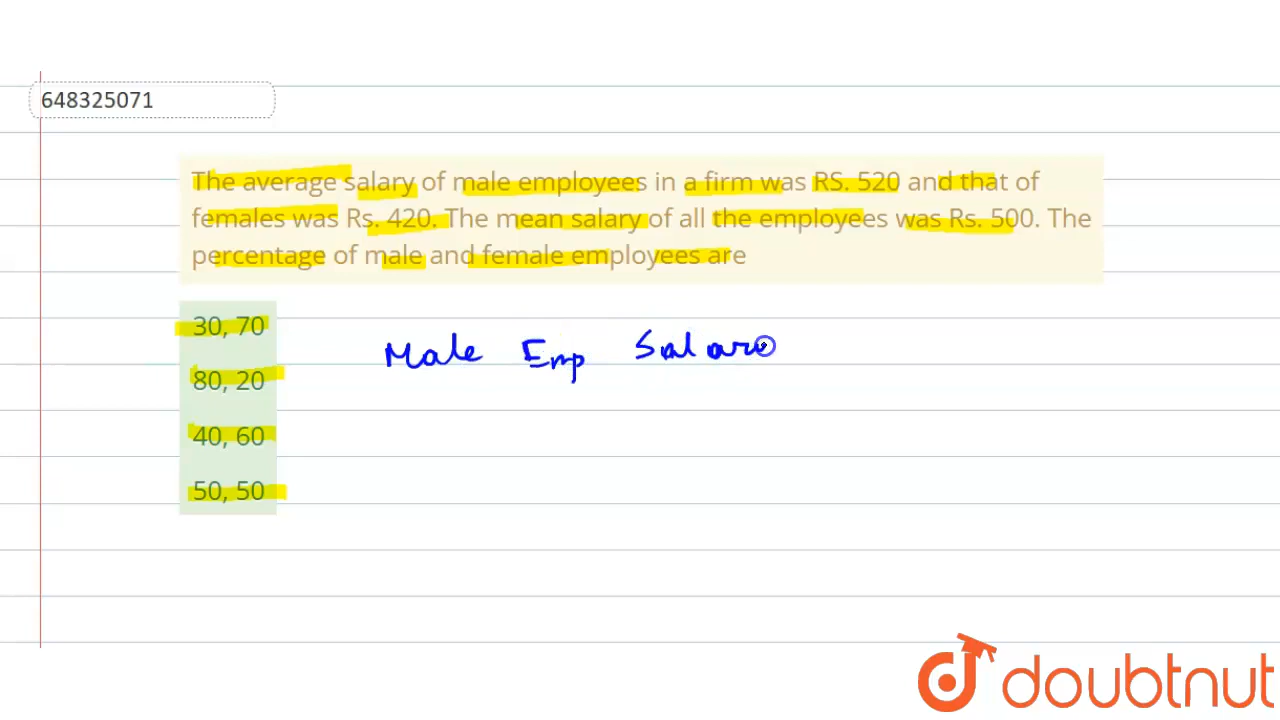 648325071
The average salary of male employees in a firm was RS. 520 and that of
females was Rs. 420. The mean salary of all the employees was Rs. 500. The
percentage of male and female employees are
30, 70
Male Emp Salar
80, 20
40, 60
50, 50
doubtnut